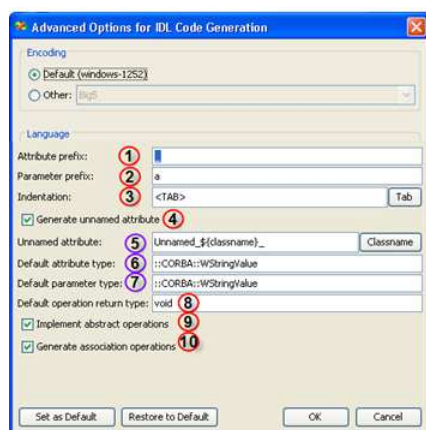 Advanced Options for IDL Code Generation
Encoding
Default (windows-1252)
Other: Big5
Language
Attribute prefix: 1 _
Parameter prefix: 2 a
Indentation: 3 <TAB> Tab
Generate unnamed attribute 4
Unnamed attribute: 5 Unnamed_${classname}_ Classname
Default attribute type: 6 ::CORBA::WStringValue
Default parameter type: 7 ::CORBA::WStringValue
Default operation return type: void 8
Implement abstract operations 9
Generate association operations 10
Set as Default Restore to Default OK Cancel